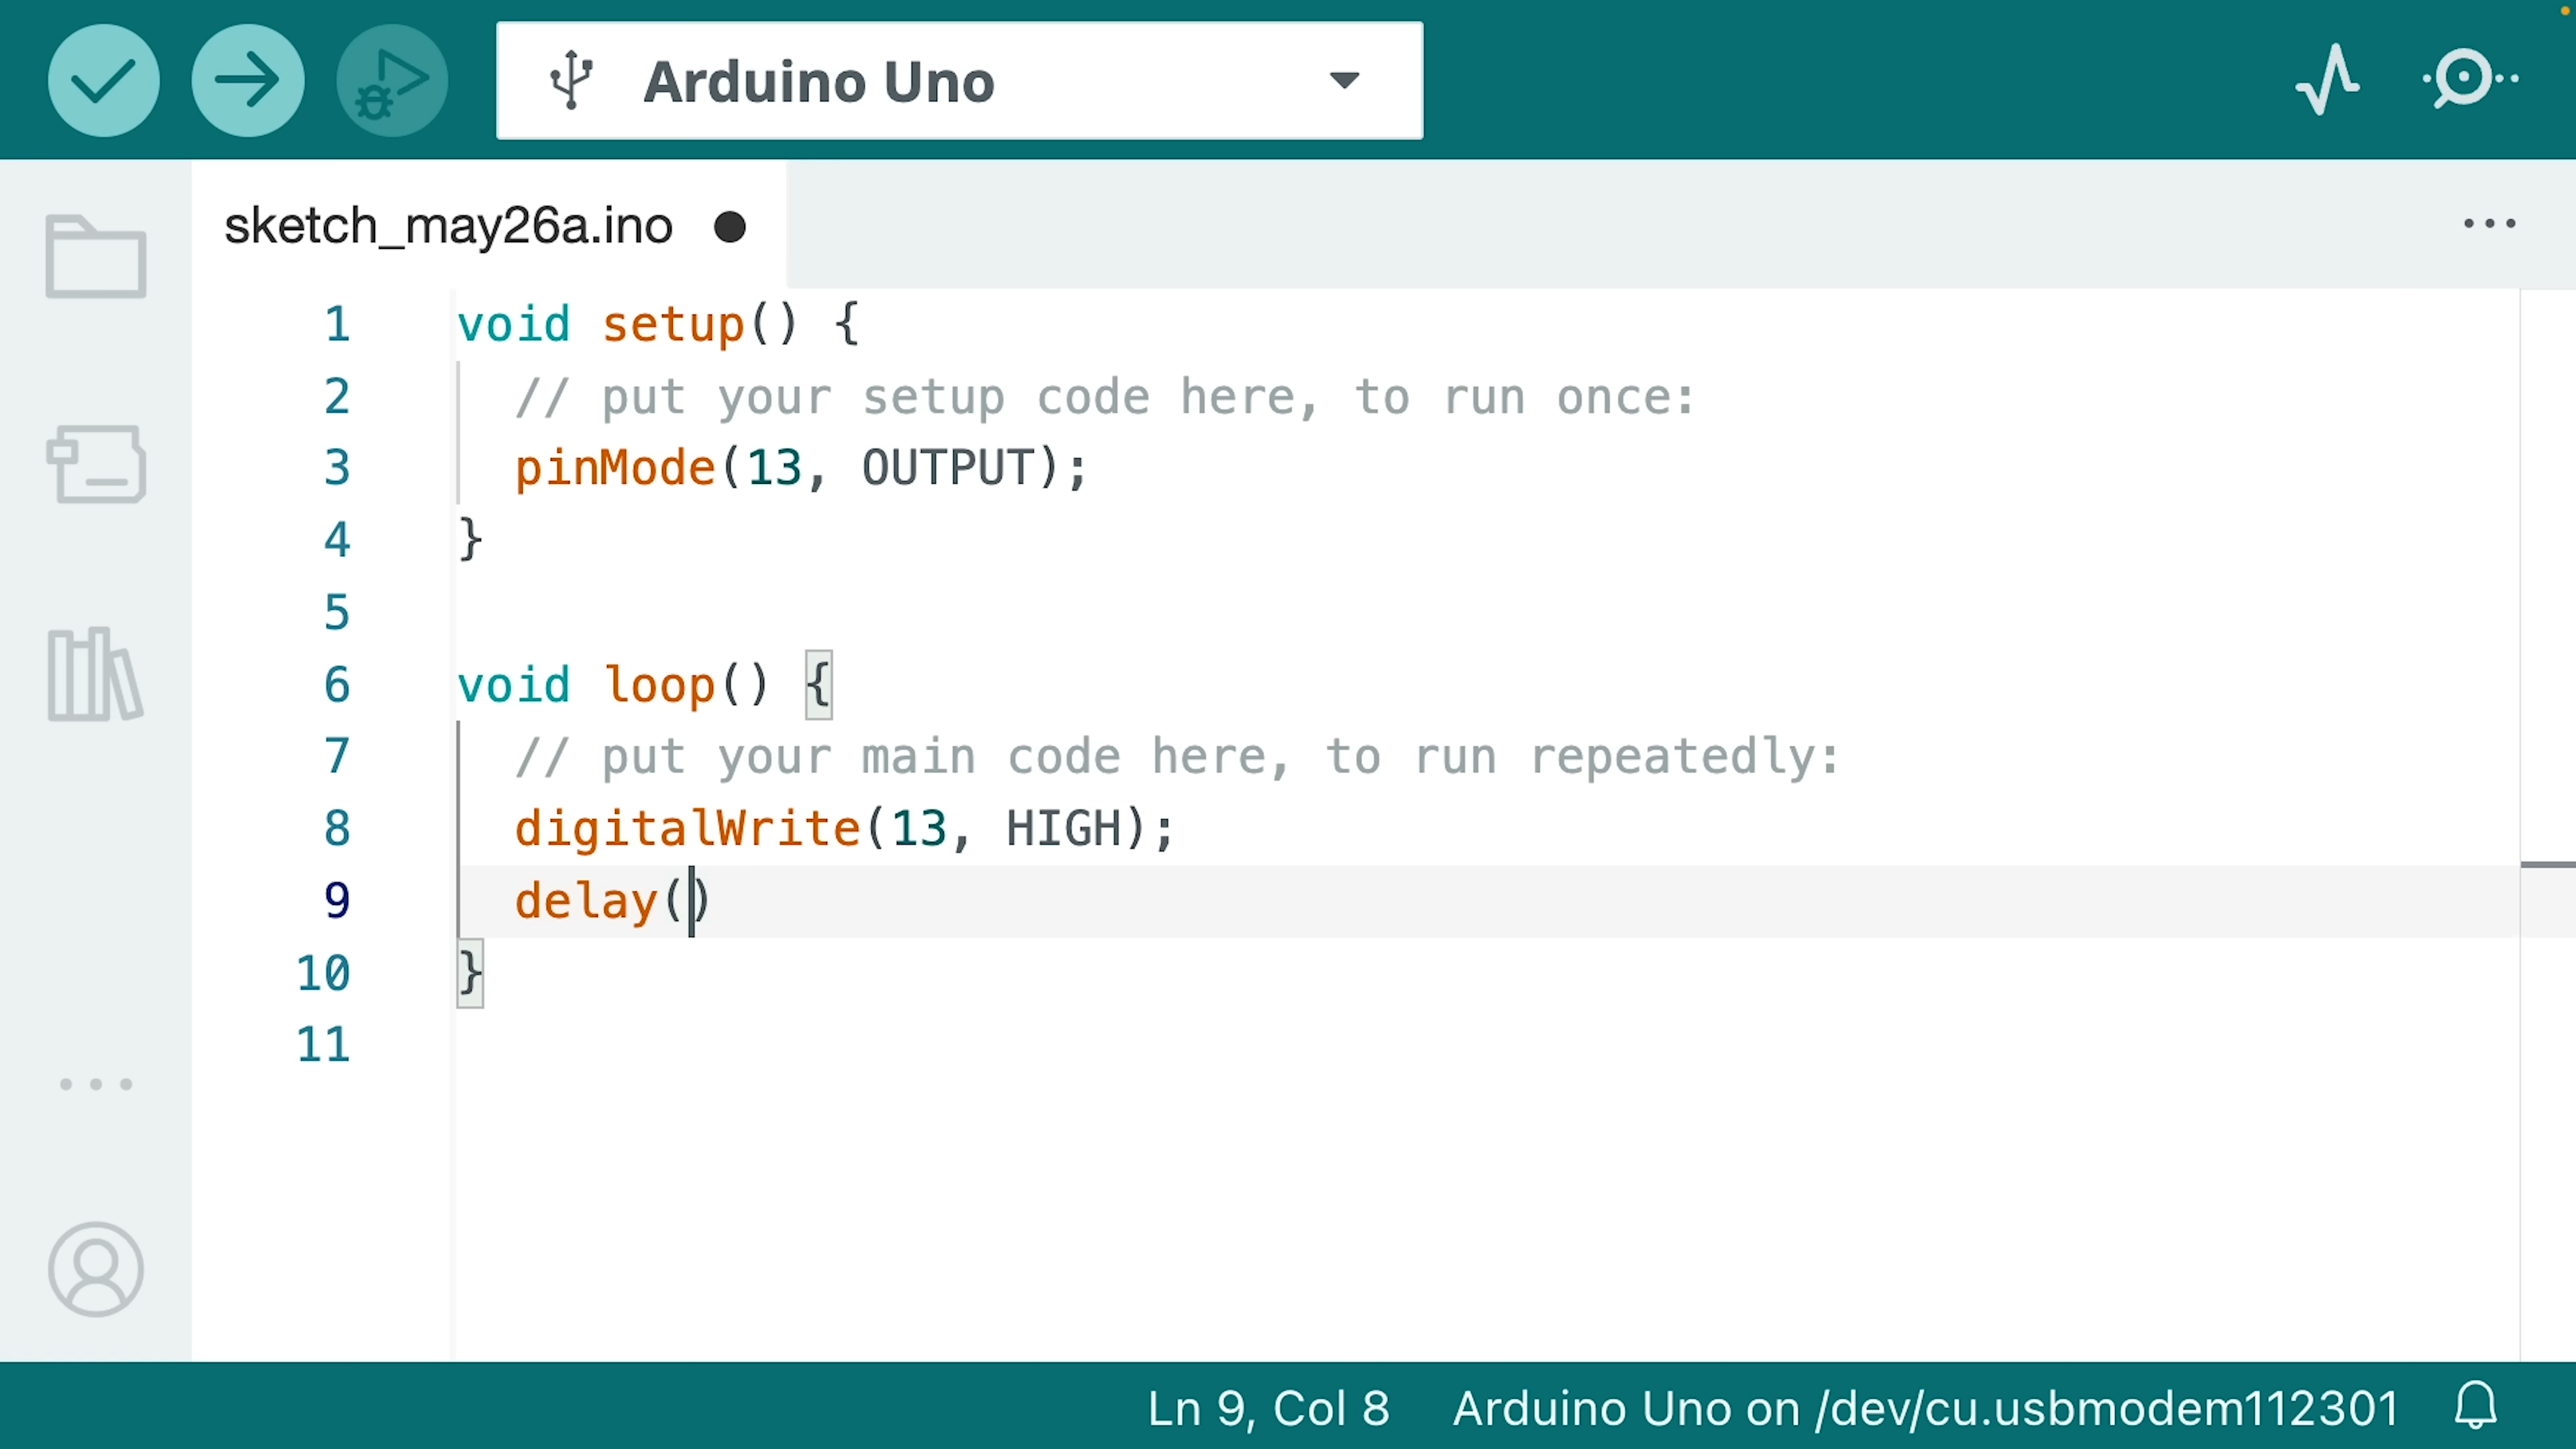 Arduino Uno
sketch_may26a.ino
1 void setup() {
2 // put your setup code here, to run once:
3 pinMode(13, OUTPUT);
4 }
5
6 void loop() {
7 // put your main code here, to run repeatedly:
8 digitalWrite(13, HIGH);
9 delay()
10 }
11
Ln 9, Col 8 Arduino Uno on /dev/cu.usbmodem112301